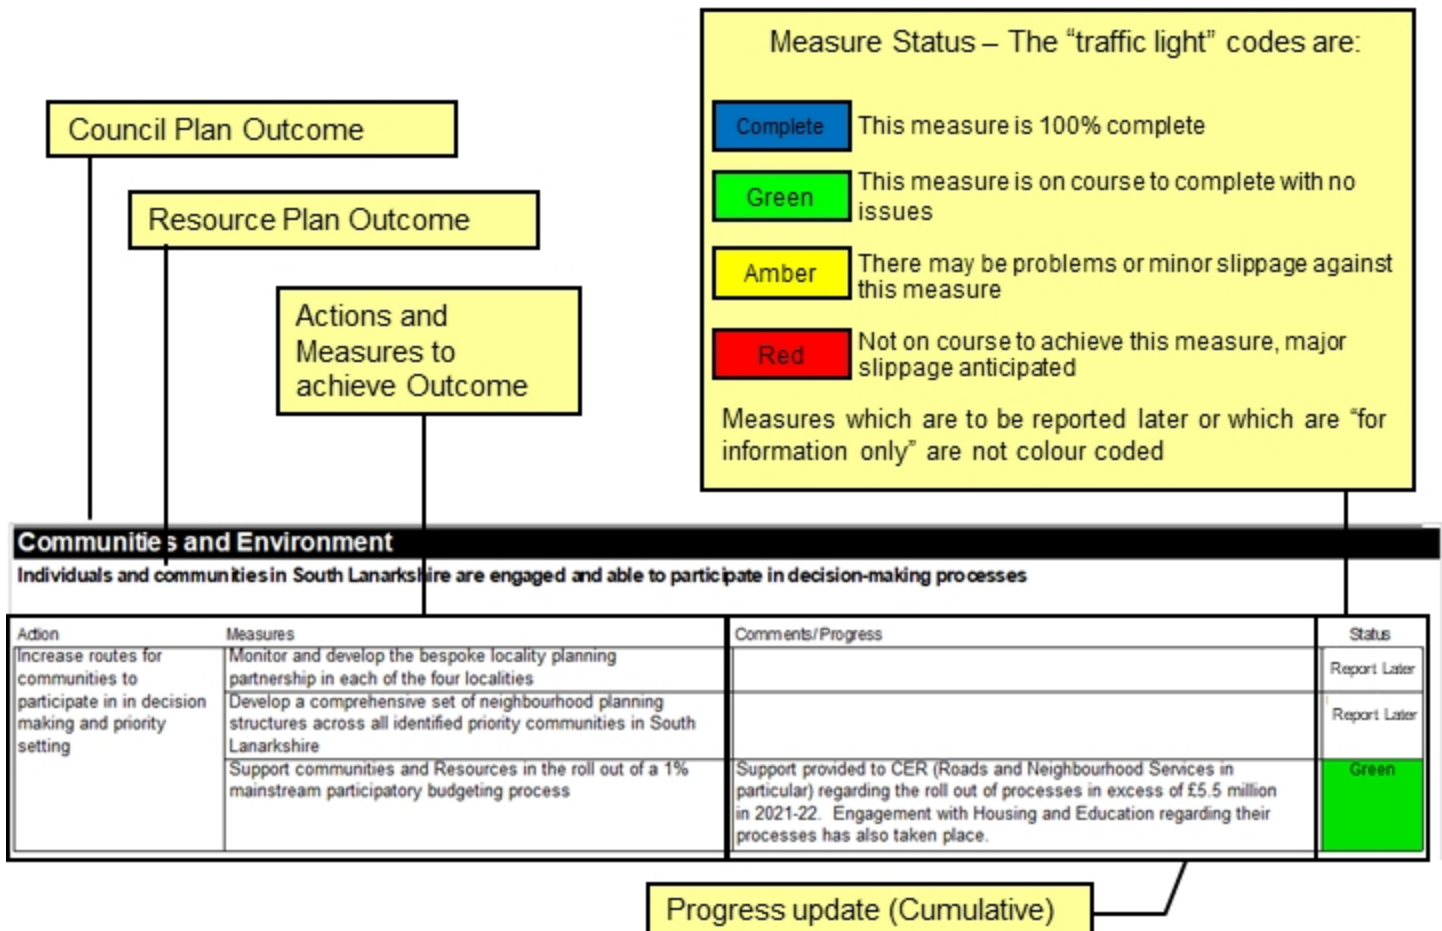 Measure Status – The “traffic light” codes are:
Complete This measure is 100% complete
Green This measure is on course to complete with no
issues
Amber There may be problems or minor slippage against
this measure
Red Not on course to achieve this measure, major
slippage anticipated
Measures which are to be reported later or which are “for
information only” are not colour coded
Council Plan Outcome
Resource Plan Outcome
Actions and
Measures to
achieve Outcome
Communities and Environment
Individuals and communities in South Lanarkshire are engaged and able to participate in decision-making processes
Action Measures Comments/Progress Status
Increase routes for
communities to
participate in in decision
making and priority
setting
Monitor and develop the bespoke locality planning
partnership in each of the four localities
Report Later
Develop a comprehensive set of neighbourhood planning
structures across all identified priority communities in South
Lanarkshire
Report Later
Support communities and Resources in the roll out of a 1%
mainstream participatory budgeting process
Support provided to CER (Roads and Neighbourhood Services in
particular) regarding the roll out of processes in excess of £5.5 million
in 2021-22. Engagement with Housing and Education regarding their
processes has also taken place.
Green
Progress update (Cumulative)